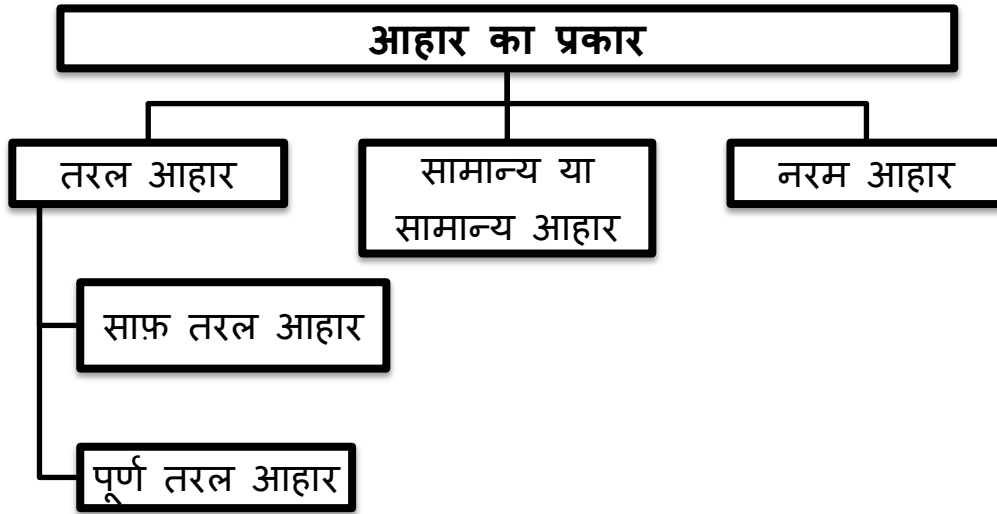 आहार का प्रकार
तरल आहार
सामान्य या
सामान्य आहार
नरम आहार
साफ़ तरल आहार
पूर्ण तरल आहार